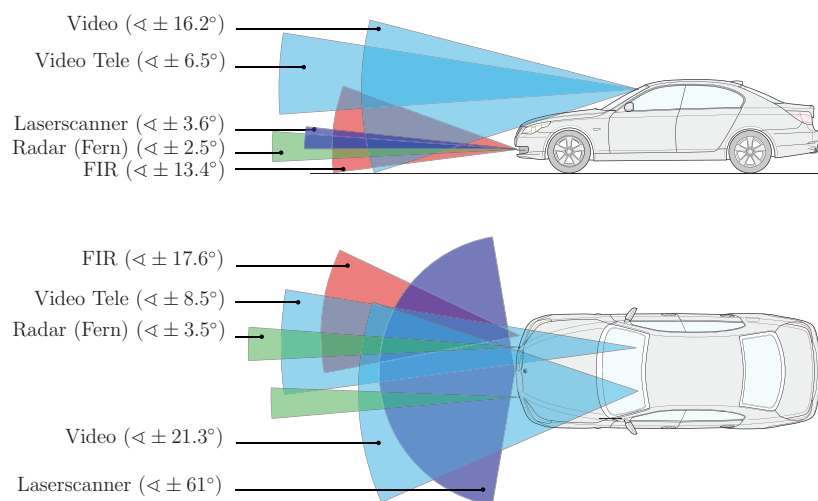 Video (∢ ± 16.2°)
Video Tele (∢ ± 6.5°)
Laserscanner (∢ ± 3.6°)
Radar (Fern) (∢ ± 2.5°)
FIR (∢ ± 13.4°)
FIR (∢ ± 17.6°)
Video Tele (∢ ± 8.5°)
Radar (Fern) (∢ ± 3.5°)
Video (∢ ± 21.3°)
Laserscanner (∢ ± 61°)